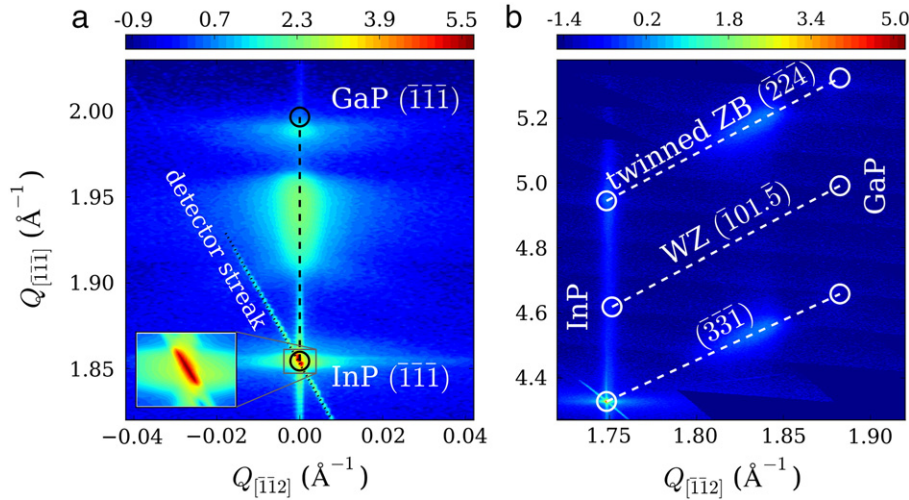 a
−0.9 0.7 2.3 3.9 5.5
GaP (1̅1̅1̅)
2.00
1.95
1.90
1.85
Q[1̅1̅1̅] (Å⁻¹)
detector streak
InP (1̅1̅1̅)
−0.04 −0.02 0.00 0.02 0.04
Q[1̅1̅2] (Å⁻¹)
b
−1.4 0.2 1.8 3.4 5.0
5.2
5.0
4.8
4.6
4.4
twinned ZB (2̅2̅4̅)
WZ (1̅01.5̅)
(3̅3̅1̅)
InP
GaP
1.75 1.80 1.85 1.90
Q[1̅1̅2] (Å⁻¹)